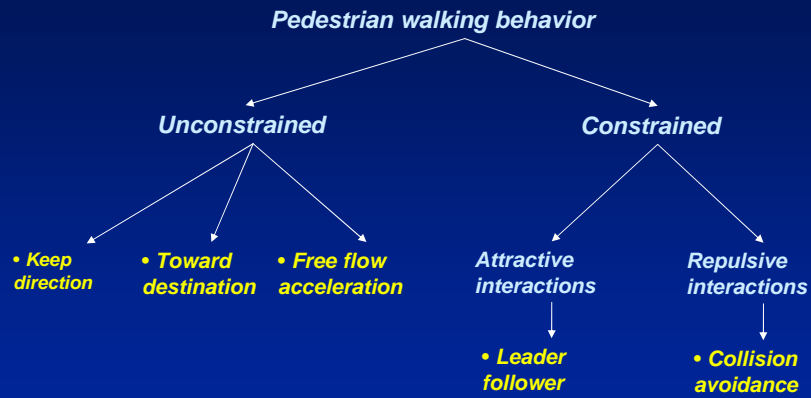 Pedestrian walking behavior
Unconstrained
Constrained
• Keep
direction
• Toward
destination
• Free flow
acceleration
Attractive
interactions
Repulsive
interactions
• Leader
follower
• Collision
avoidance